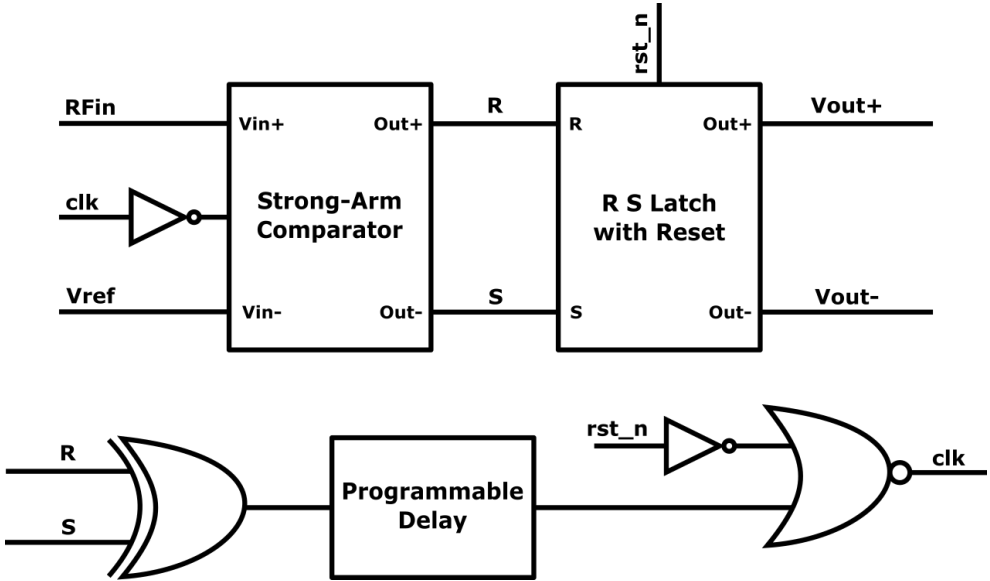 rst_n
RFin
Vin+
Out+
R
R
Out+
Vout+
clk
Strong-Arm
Comparator
R S Latch
with Reset
Vref
Vin-
Out-
S
S
Out-
Vout-
R
S
Programmable
Delay
rst_n
clk